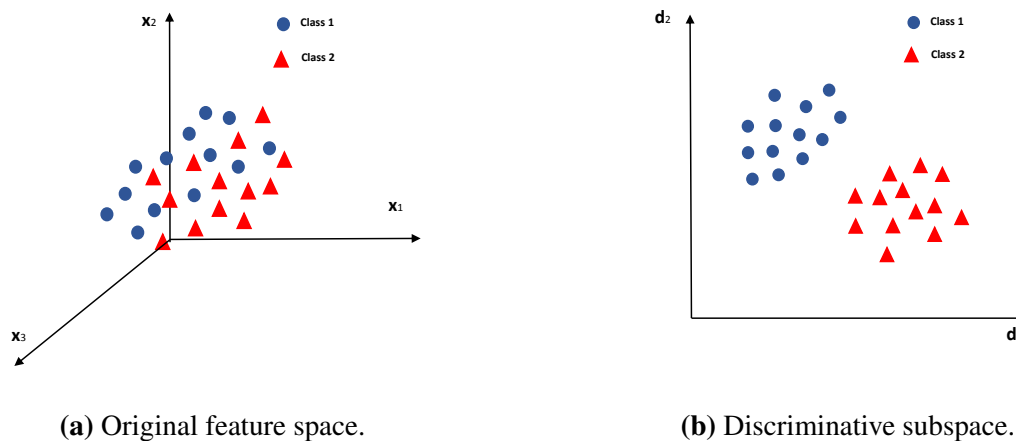 x2
Class 1
Class 2
x1
x3
(a) Original feature space.
d2
Class 1
Class 2
d
(b) Discriminative subspace.